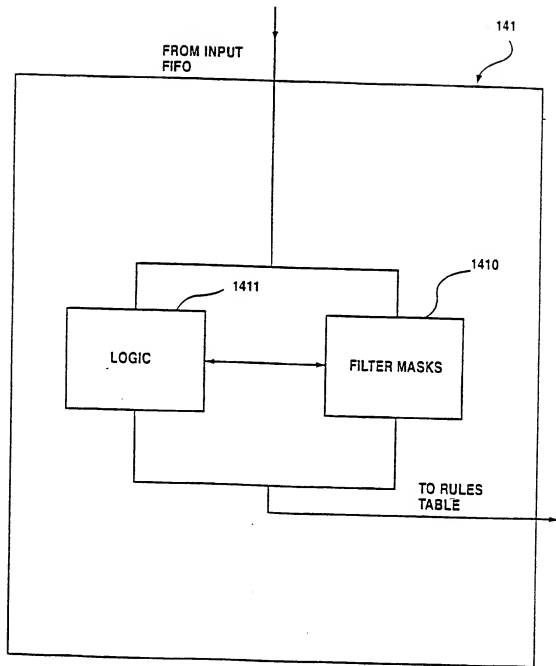 141
FROM INPUT
FIFO
1410
1411
LOGIC
FILTER MASKS
TO RULES
TABLE